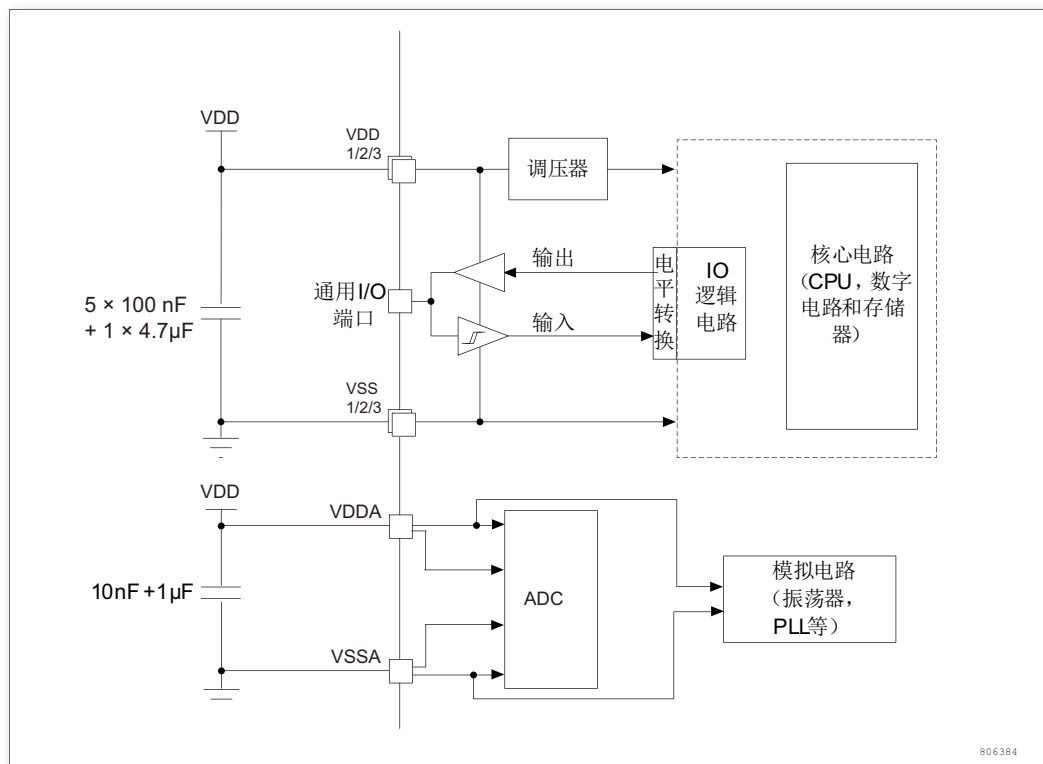 VDD
VDD
1/2/3
调压器
5 × 100 nF
+ 1 × 4.7μF
通用I/O
端口
输出
输入
电
平
转
换
IO
逻辑
电路
核心电路
(CPU，数字
电路和存储
器）
VSS
1/2/3
VDD
VDDA
10nF +1μF
VSSA
ADC
模拟电路
（振荡器，
PLL等）
806384